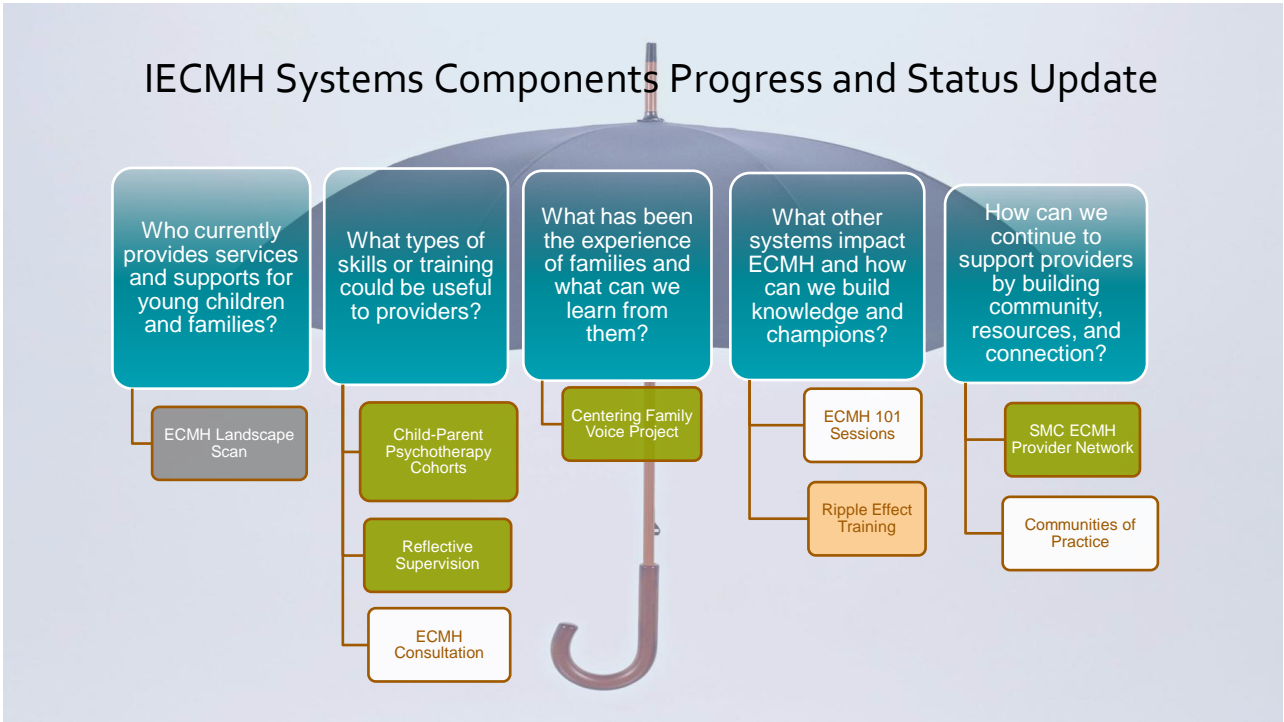 IECMH Systems Components Progress and Status Update
Who currently
provides services
and supports for
young children
and families?
ECMH Landscape
Scan
What types of
skills or training
could be useful
to providers?
Child-Parent
Psychotherapy
Cohorts
Reflective
Supervision
ECMH
Consultation
What has been
the experience
of families and
what can we
learn from
them?
Centering Family
Voice Project
What other
systems impact
ECMH and how
can we build
knowledge and
champions?
ECMH 101
Sessions
Ripple Effect
Training
How can we
continue to
support providers
by building
community,
resources, and
connection?
SMC ECMH
Provider Network
Communities of
Practice